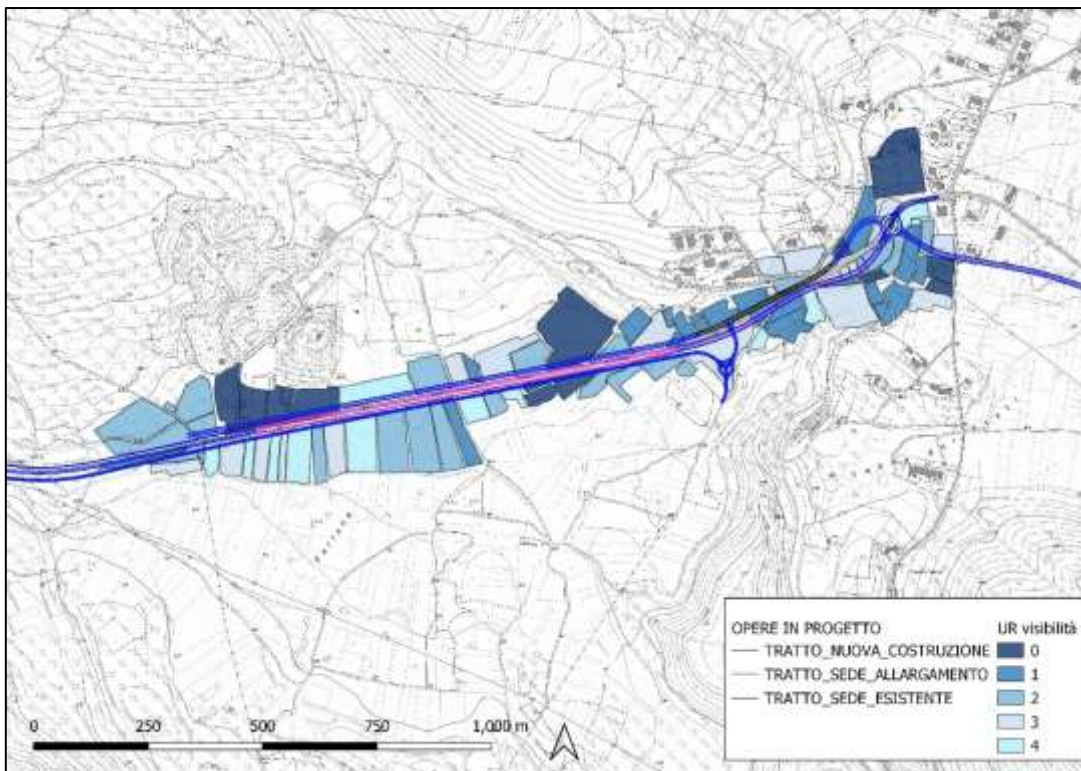 OPERE IN PROGETTO
TRATTO_NUOVA_COSTRUZIONE
TRATTO_SEDE_ALLARGAMENTO
TRATTO_SEDE_ESISTENTE
UR visibilità
0
1
2
3
4
0 250 500 750 1,000 m